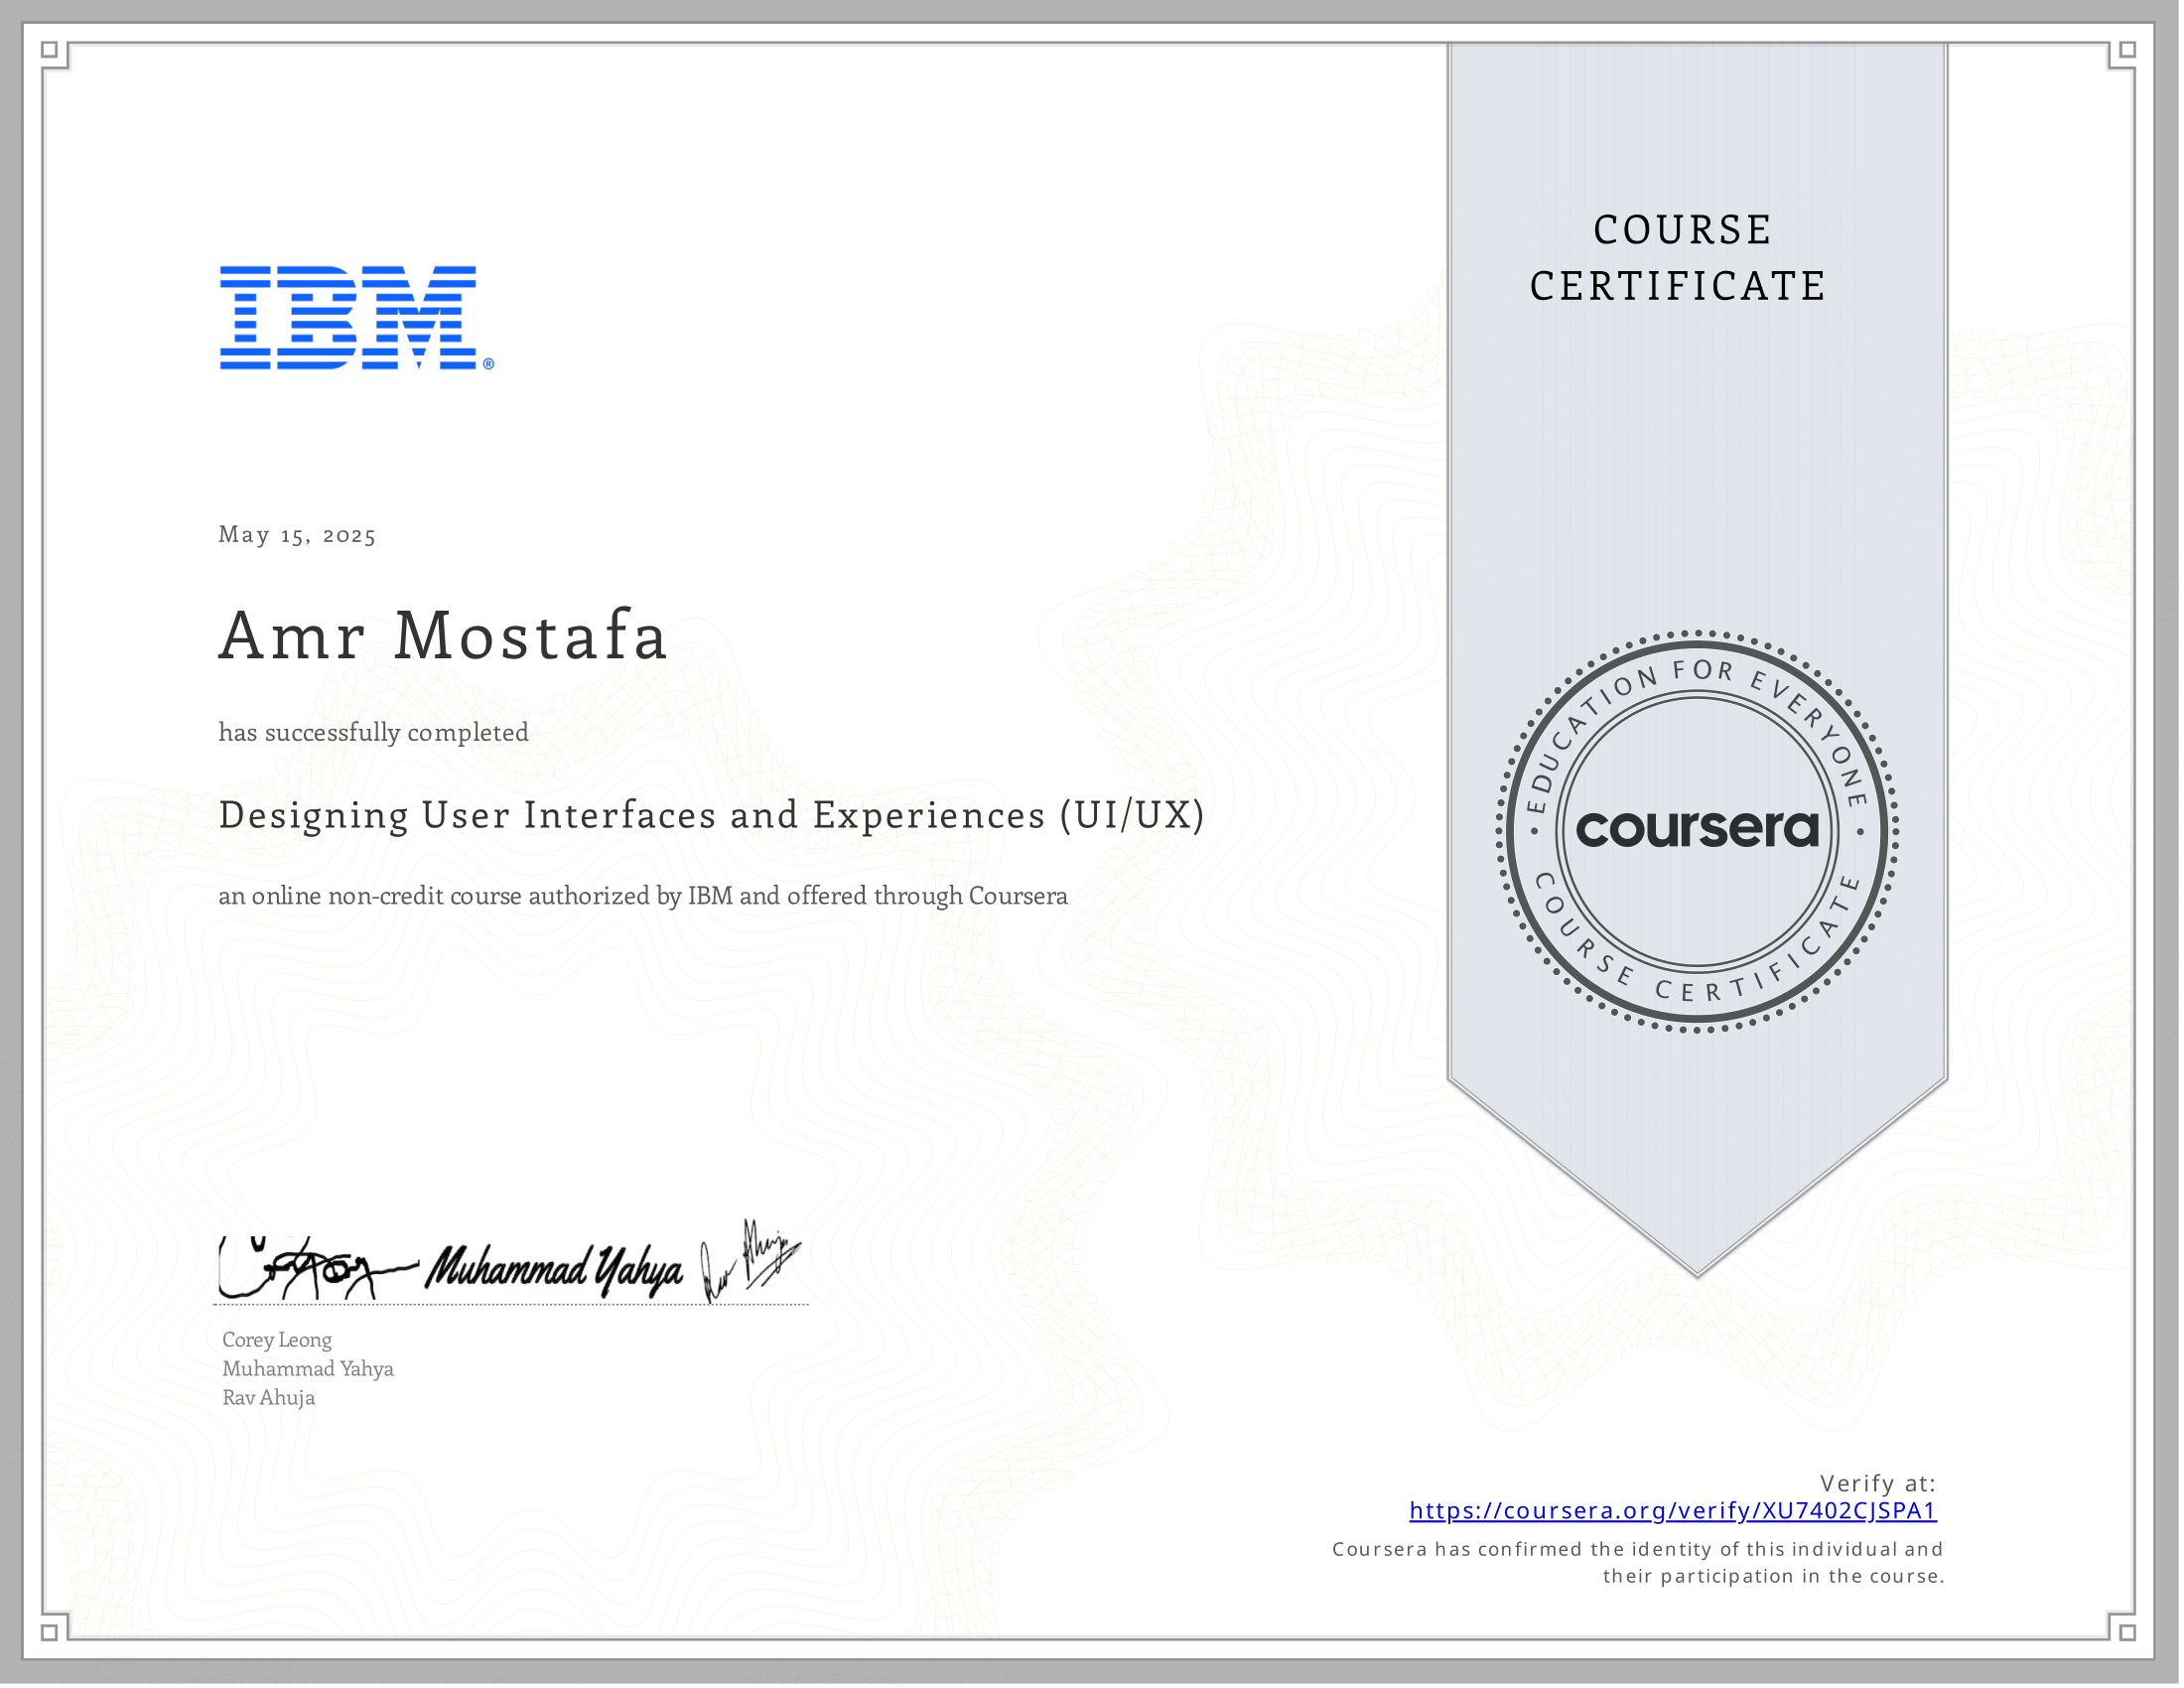 COURSE
CERTIFICATE
IBM®
May 15, 2025
Amr Mostafa
has successfully completed
Designing User Interfaces and Experiences (UI/UX)
an online non-credit course authorized by IBM and offered through Coursera
EDUCATION FOR EVERYONE
coursera
COURSE CERTIFICATE
Muhammad Yahya
Rav Ahuja
Corey Leong
Muhammad Yahya
Rav Ahuja
Verify at:
https://coursera.org/verify/XU7402CJSPA1
Coursera has confirmed the identity of this individual and
their participation in the course.